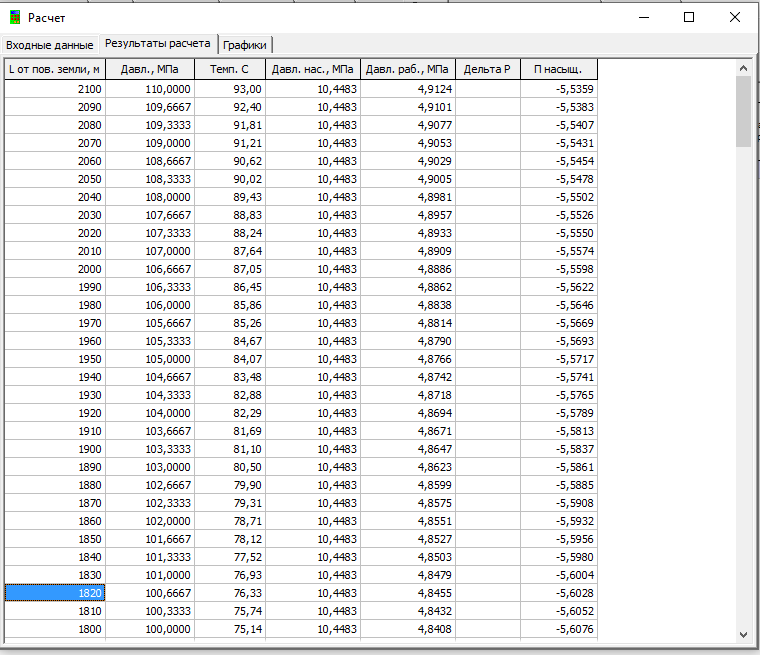 Расчет
Входные данные Результаты расчета Графики
L от пов. земли, м Давл., МПа Темп. С Давл. нас., МПа Давл. раб., МПа Дельта Р П насыщ.
2100 110,0000 93,00 10,4483 4,9124 -5,5359
2090 109,6667 92,40 10,4483 4,9101 -5,5383
2080 109,3333 91,81 10,4483 4,9077 -5,5407
2070 109,0000 91,21 10,4483 4,9053 -5,5431
2060 108,6667 90,62 10,4483 4,9029 -5,5454
2050 108,3333 90,02 10,4483 4,9005 -5,5478
2040 108,0000 89,43 10,4483 4,8981 -5,5502
2030 107,6667 88,83 10,4483 4,8957 -5,5526
2020 107,3333 88,24 10,4483 4,8933 -5,5550
2010 107,0000 87,64 10,4483 4,8909 -5,5574
2000 106,6667 87,05 10,4483 4,8886 -5,5598
1990 106,3333 86,45 10,4483 4,8862 -5,5622
1980 106,0000 85,86 10,4483 4,8838 -5,5646
1970 105,6667 85,26 10,4483 4,8814 -5,5669
1960 105,3333 84,67 10,4483 4,8790 -5,5693
1950 105,0000 84,07 10,4483 4,8766 -5,5717
1940 104,6667 83,48 10,4483 4,8742 -5,5741
1930 104,3333 82,88 10,4483 4,8718 -5,5765
1920 104,0000 82,29 10,4483 4,8694 -5,5789
1910 103,6667 81,69 10,4483 4,8671 -5,5813
1900 103,3333 81,10 10,4483 4,8647 -5,5837
1890 103,0000 80,50 10,4483 4,8623 -5,5861
1880 102,6667 79,90 10,4483 4,8599 -5,5885
1870 102,3333 79,31 10,4483 4,8575 -5,5908
1860 102,0000 78,71 10,4483 4,8551 -5,5932
1850 101,6667 78,12 10,4483 4,8527 -5,5956
1840 101,3333 77,52 10,4483 4,8503 -5,5980
1830 101,0000 76,93 10,4483 4,8479 -5,6004
1820 100,6667 76,33 10,4483 4,8455 -5,6028
1810 100,3333 75,74 10,4483 4,8432 -5,6052
1800 100,0000 75,14 10,4483 4,8408 -5,6076